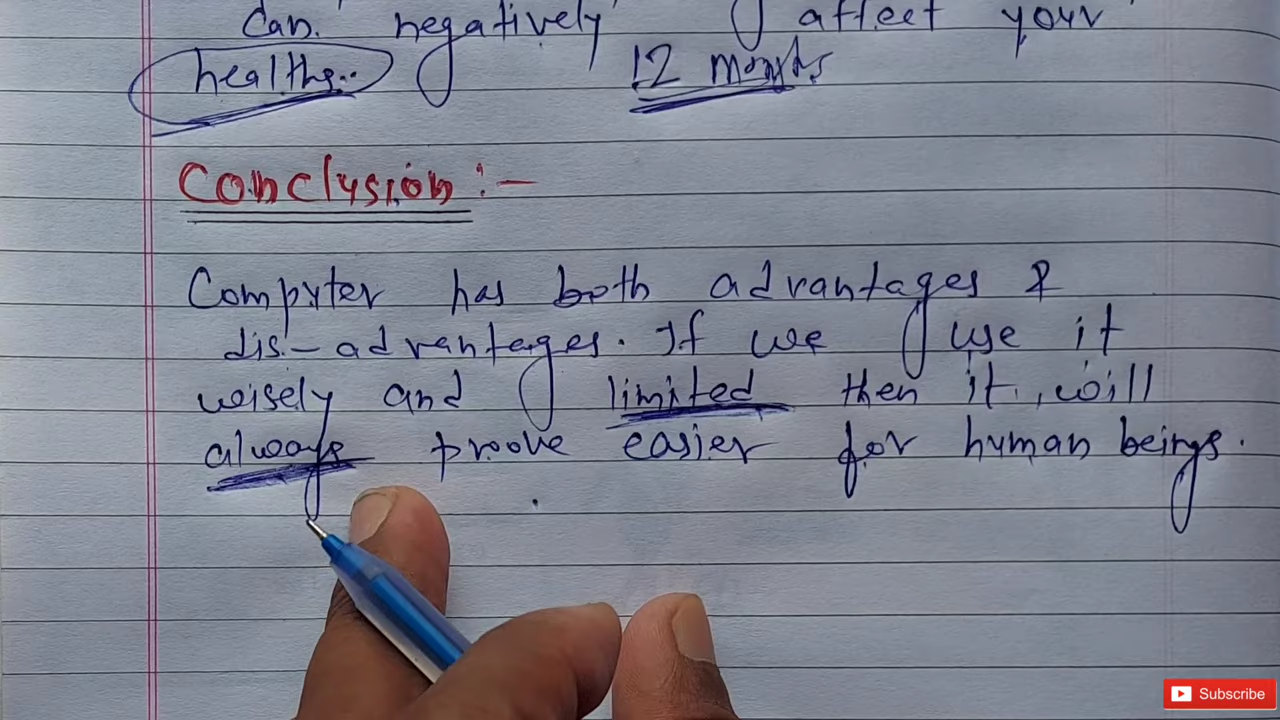 can negatively affect your
healths.. 12 months
Conclusion :-
Computer has both advantages &
dis-advantages. If we use it
wisely and limited then it, will
always prove easier for human beings.
Subscribe